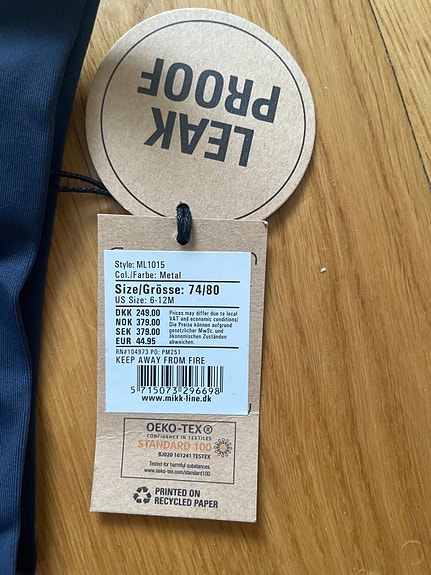 LEAK
PROOF
Style: ML1015
Col./Farbe: Metal
Size/Grösse: 74/80
US Size: 6-12M
DKK 249.00
NOK 379.00
SEK 379.00
EUR 44.95
Prices may differ due to local
VAT and economic conditions/
Die Preise können aufgrund
gesetzlicher MwSt. und
ökonomischen Zuständen
abweichen.
RN#104973 PO: PM251
KEEP AWAY FROM FIRE
5 715073 296698
www.mikk-line.dk
OEKO-TEX®
CONFIDENCE IN TEXTILES
STANDARD 100
BJ020 161241 TESTEX
Tested for harmful substances.
www.oeko-tex.com/standard100
PRINTED ON
RECYCLED PAPER